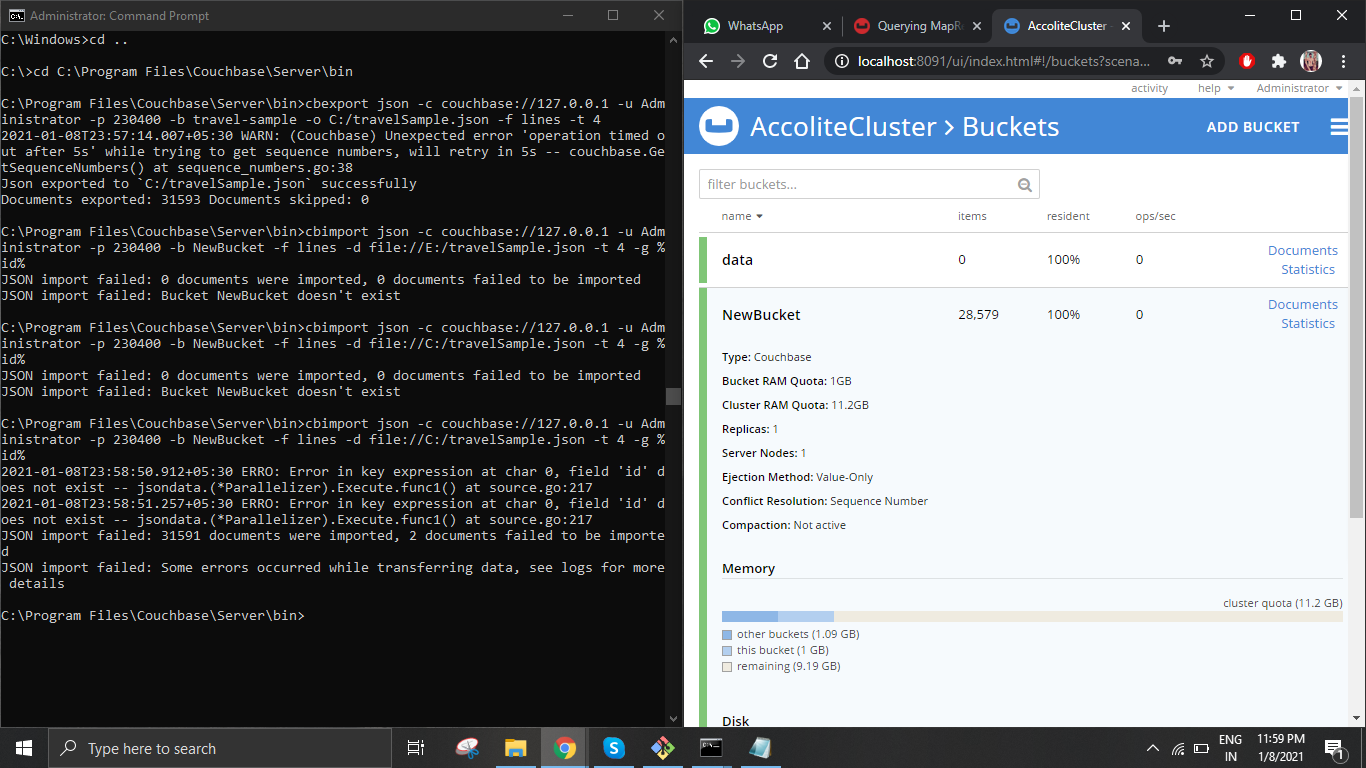 Administrator: Command Prompt
C:\Windows>cd ..
C:\>cd C:\Program Files\Couchbase\Server\bin
C:\Program Files\Couchbase\Server\bin>cbexport json -c couchbase://127.0.0.1 -u Adm
inistrator -p 230400 -b travel-sample -o C:/travelSample.json -f lines -t 4
2021-01-08T23:57:14.007+05:30 WARN: (Couchbase) Unexpected error 'operation timed o
ut after 5s' while trying to get sequence numbers, will retry in 5s -- couchbase.Ge
tSequenceNumbers() at sequence_numbers.go:38
Json exported to `C:/travelSample.json` successfully
Documents exported: 31593 Documents skipped: 0
C:\Program Files\Couchbase\Server\bin>cbimport json -c couchbase://127.0.0.1 -u Adm
inistrator -p 230400 -b NewBucket -f lines -d file://E:/travelSample.json -t 4 -g %
id%
JSON import failed: 0 documents were imported, 0 documents failed to be imported
JSON import failed: Bucket NewBucket doesn't exist
C:\Program Files\Couchbase\Server\bin>cbimport json -c couchbase://127.0.0.1 -u Adm
inistrator -p 230400 -b NewBucket -f lines -d file://C:/travelSample.json -t 4 -g %
id%
JSON import failed: 0 documents were imported, 0 documents failed to be imported
JSON import failed: Bucket NewBucket doesn't exist
C:\Program Files\Couchbase\Server\bin>cbimport json -c couchbase://127.0.0.1 -u Adm
inistrator -p 230400 -b NewBucket -f lines -d file://C:/travelSample.json -t 4 -g %
id%
2021-01-08T23:58:50.912+05:30 ERRO: Error in key expression at char 0, field 'id' d
oes not exist -- jsondata.(*Parallelizer).Execute.func1() at source.go:217
2021-01-08T23:58:51.257+05:30 ERRO: Error in key expression at char 0, field 'id' d
oes not exist -- jsondata.(*Parallelizer).Execute.func1() at source.go:217
JSON import failed: 31591 documents were imported, 2 documents failed to be importe
d
JSON import failed: Some errors occurred while transferring data, see logs for more
details
C:\Program Files\Couchbase\Server\bin>
WhatsApp
Querying MapRe
AccoliteCluster -
localhost:8091/ui/index.html#!/buckets?scena...
activity help Administrator
AccoliteCluster > Buckets
ADD BUCKET
filter buckets...
name items resident ops/sec
data 0 100% 0 Documents
Statistics
NewBucket 28,579 100% 0 Documents
Statistics
Type: Couchbase
Bucket RAM Quota: 1GB
Cluster RAM Quota: 11.2GB
Replicas: 1
Server Nodes: 1
Ejection Method: Value-Only
Conflict Resolution: Sequence Number
Compaction: Not active
Memory
cluster quota (11.2 GB)
other buckets (1.09 GB)
this bucket (1 GB)
remaining (9.19 GB)
Disk
Type here to search
ENG
IN
11:59 PM
1/8/2021
1